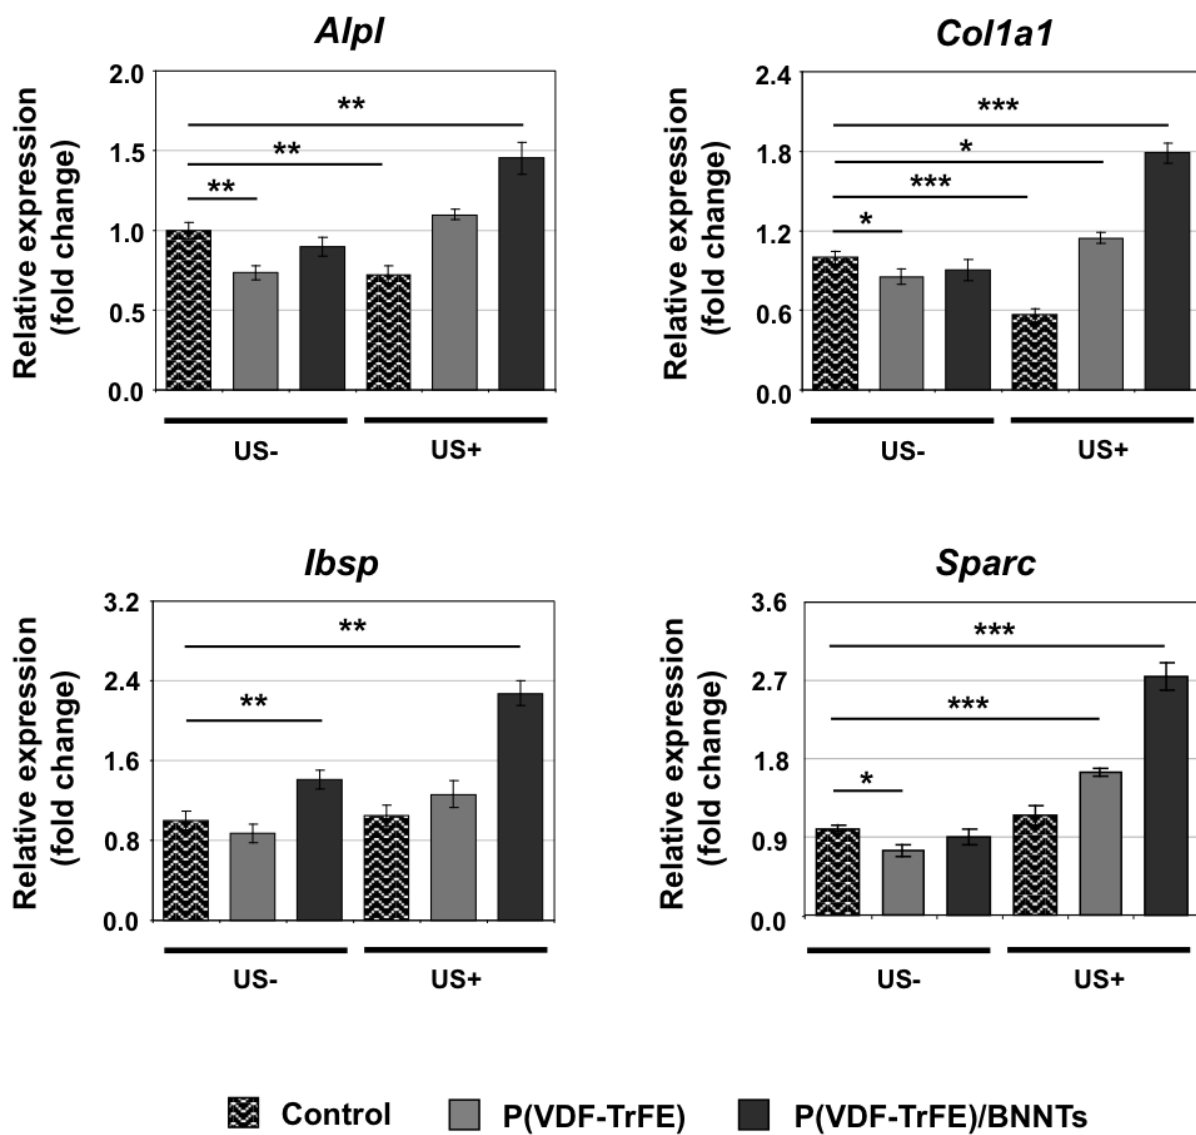 Alpl
Relative expression
(fold change)
2.0
1.5
1.0
0.5
0.0
**
**
**
US-
US+
Col1a1
Relative expression
(fold change)
2.4
1.8
1.2
0.6
0.0
***
*
***
*
US-
US+
Ibsp
Relative expression
(fold change)
3.2
2.4
1.6
0.8
0.0
**
**
US-
US+
Sparc
Relative expression
(fold change)
3.6
2.7
1.8
0.9
0.0
***
***
*
US-
US+
Control
P(VDF-TrFE)
P(VDF-TrFE)/BNNTs